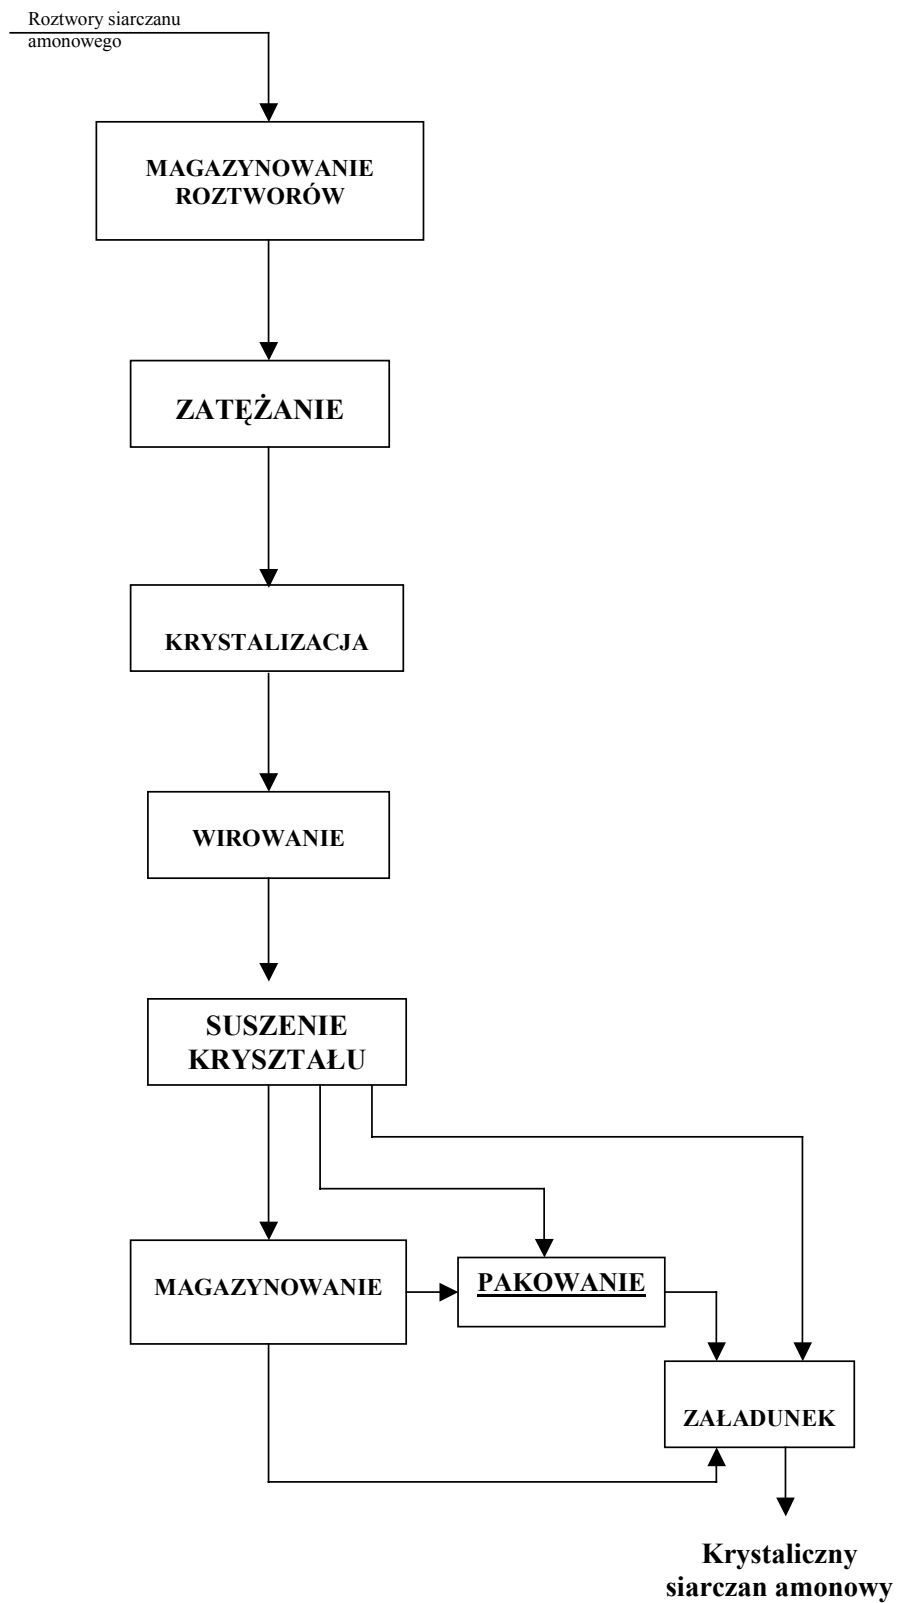 Roztwory siarczanu
amonowego
MAGAZYNOWANIE
ROZTWORÓW
ZATĘŻANIE
KRYSTALIZACJA
WIROWANIE
SUSZENIE
KRYSZTAŁU
MAGAZYNOWANIE
PAKOWANIE
ZAŁADUNEK
Krystaliczny
siarczan amonowy